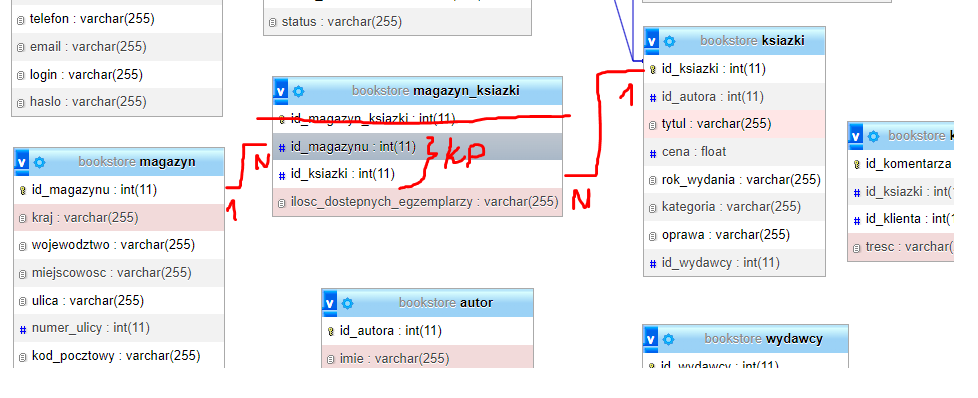 telefon : varchar(255)
email : varchar(255)
login : varchar(255)
haslo : varchar(255)
status : varchar(255)
v bookstore ksiazki
id_ksiazki : int(11)
# id_autora : int(11)
tytul : varchar(255)
# cena : float
rok_wydania : varchar(255)
kategoria : varchar(255)
oprawa : varchar(255)
# id_wydawcy : int(11)
v bookstore magazyn_ksiazki
id_magazyn_ksiazki : int(11)
# id_magazynu : int(11)
# id_ksiazki : int(11)
ilosc_dostepnych_egzemplarzy : varchar(255)
KP
1
N
N
1
v bookstore magazyn
id_magazynu : int(11)
kraj : varchar(255)
wojewodztwo : varchar(255)
miejscowosc : varchar(255)
ulica : varchar(255)
# numer_ulicy : int(11)
kod_pocztowy : varchar(255)
v bookstore
id_komentarza
# id_ksiazki : int(
# id_klienta : int(1
tresc : varchar(
v bookstore autor
id_autora : int(11)
imie : varchar(255)
v bookstore wydawcy
id_wydawcy : int(11)